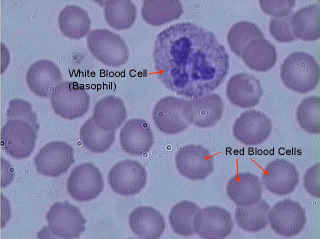 White Blood Cell
(Basophil)
Red Blood Cells